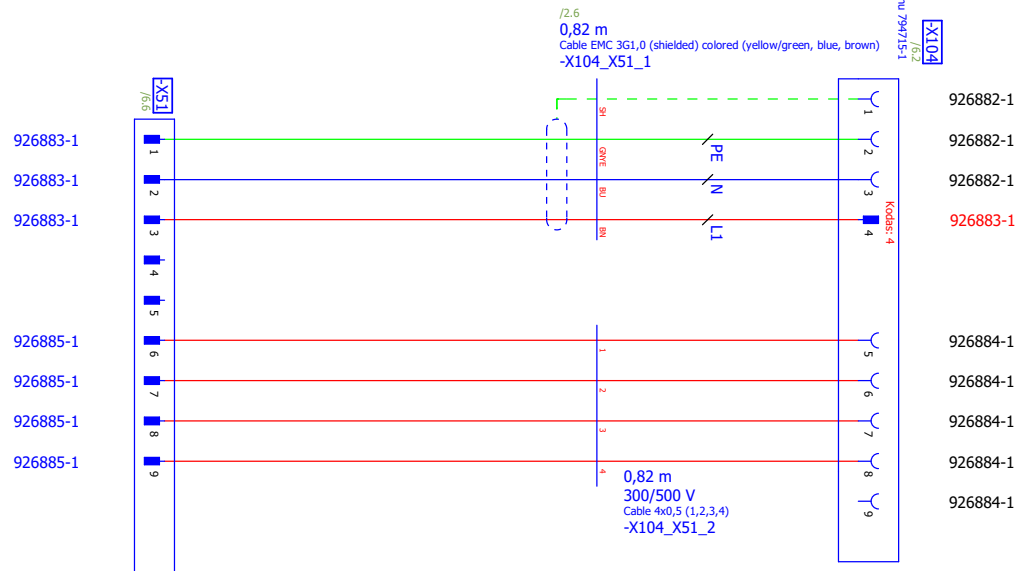 /2.6
0,82 m
Cable EMC 3G1,0 (shielded) colored (yellow/green, blue, brown)
-X104_X51_1
794715-1
/6.2
-X104
/6.6
-X51
SH
1
926882-1
926883-1
1
GNYE
PE
2
926882-1
926883-1
2
BU
N
3
926882-1
926883-1
3
BN
L1
4
Kodas: 4
926883-1
4
5
926885-1
6
1
5
926884-1
926885-1
7
2
6
926884-1
926885-1
8
3
7
926884-1
926885-1
9
4
8
926884-1
9
926884-1
0,82 m
300/500 V
Cable 4x0,5 (1,2,3,4)
-X104_X51_2